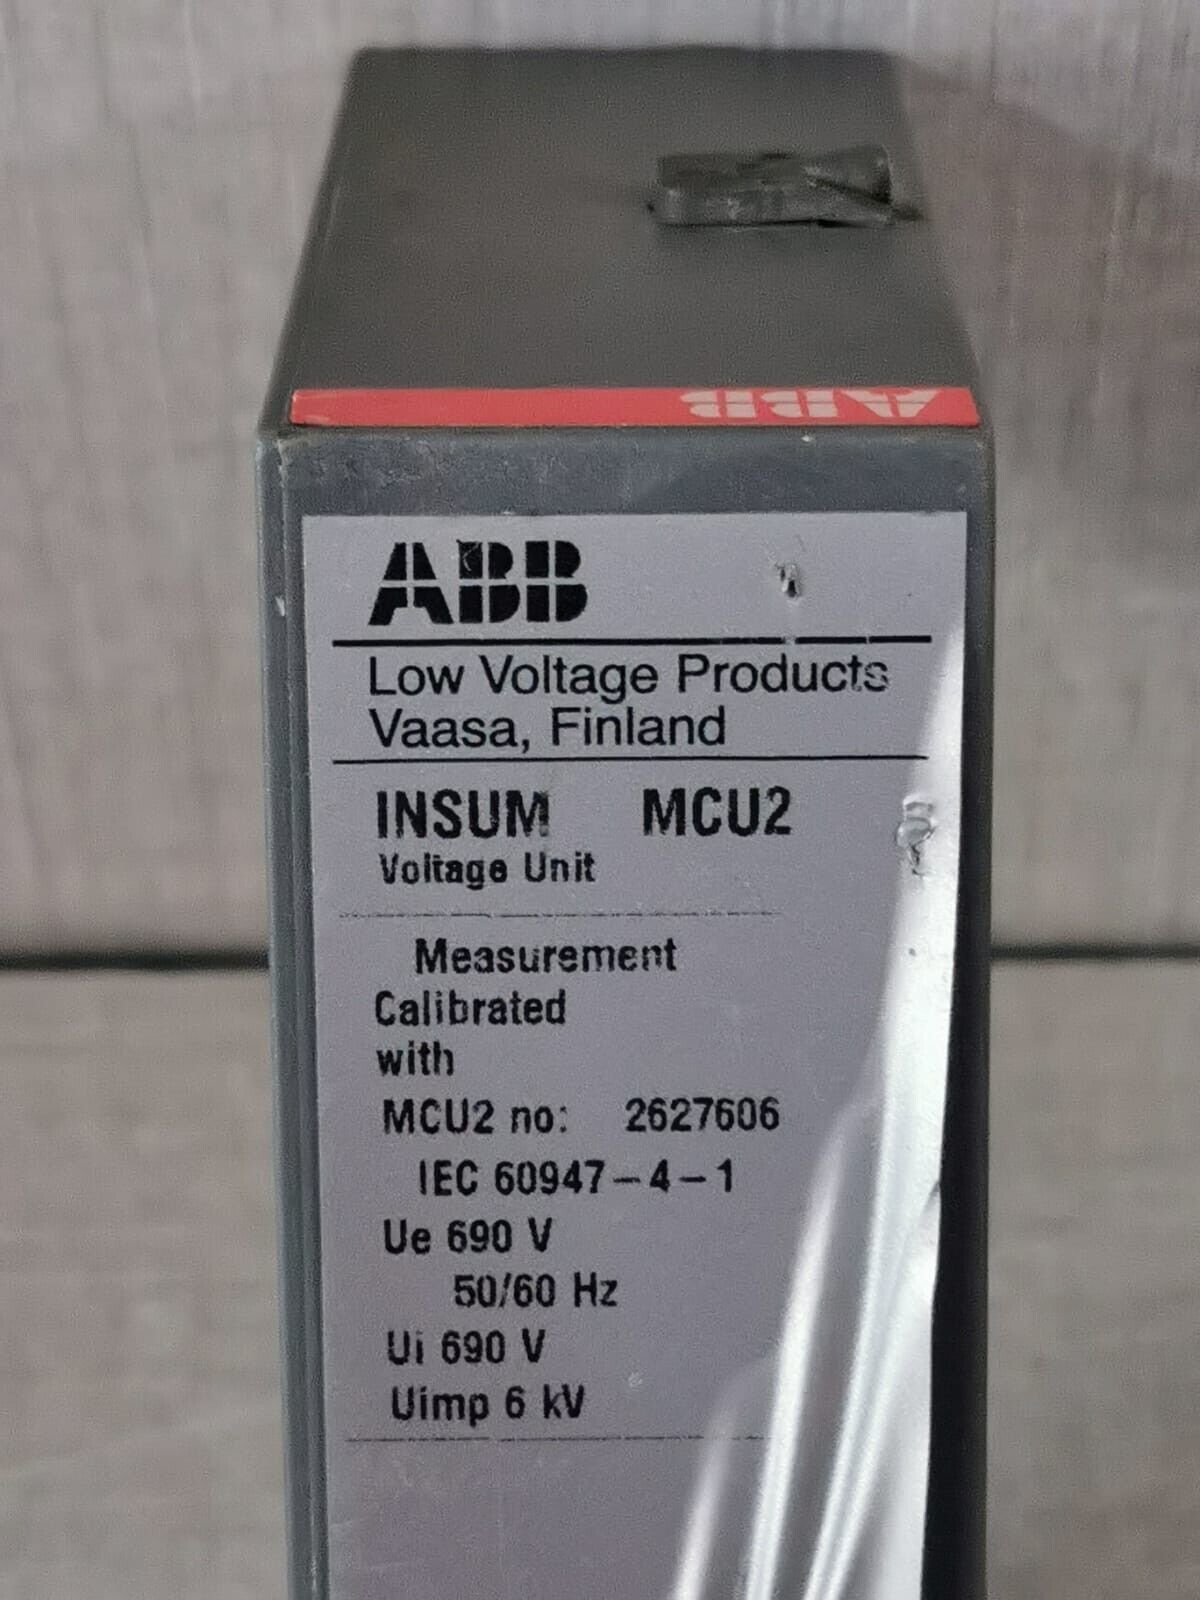 ABB
ABB
Low Voltage Products
Vaasa, Finland
INSUM MCU2
Voltage Unit
Measurement
Calibrated
with
MCU2 no: 2627606
IEC 60947-4-1
Ue 690 V
50/60 Hz
Ui 690 V
Uimp 6 kV